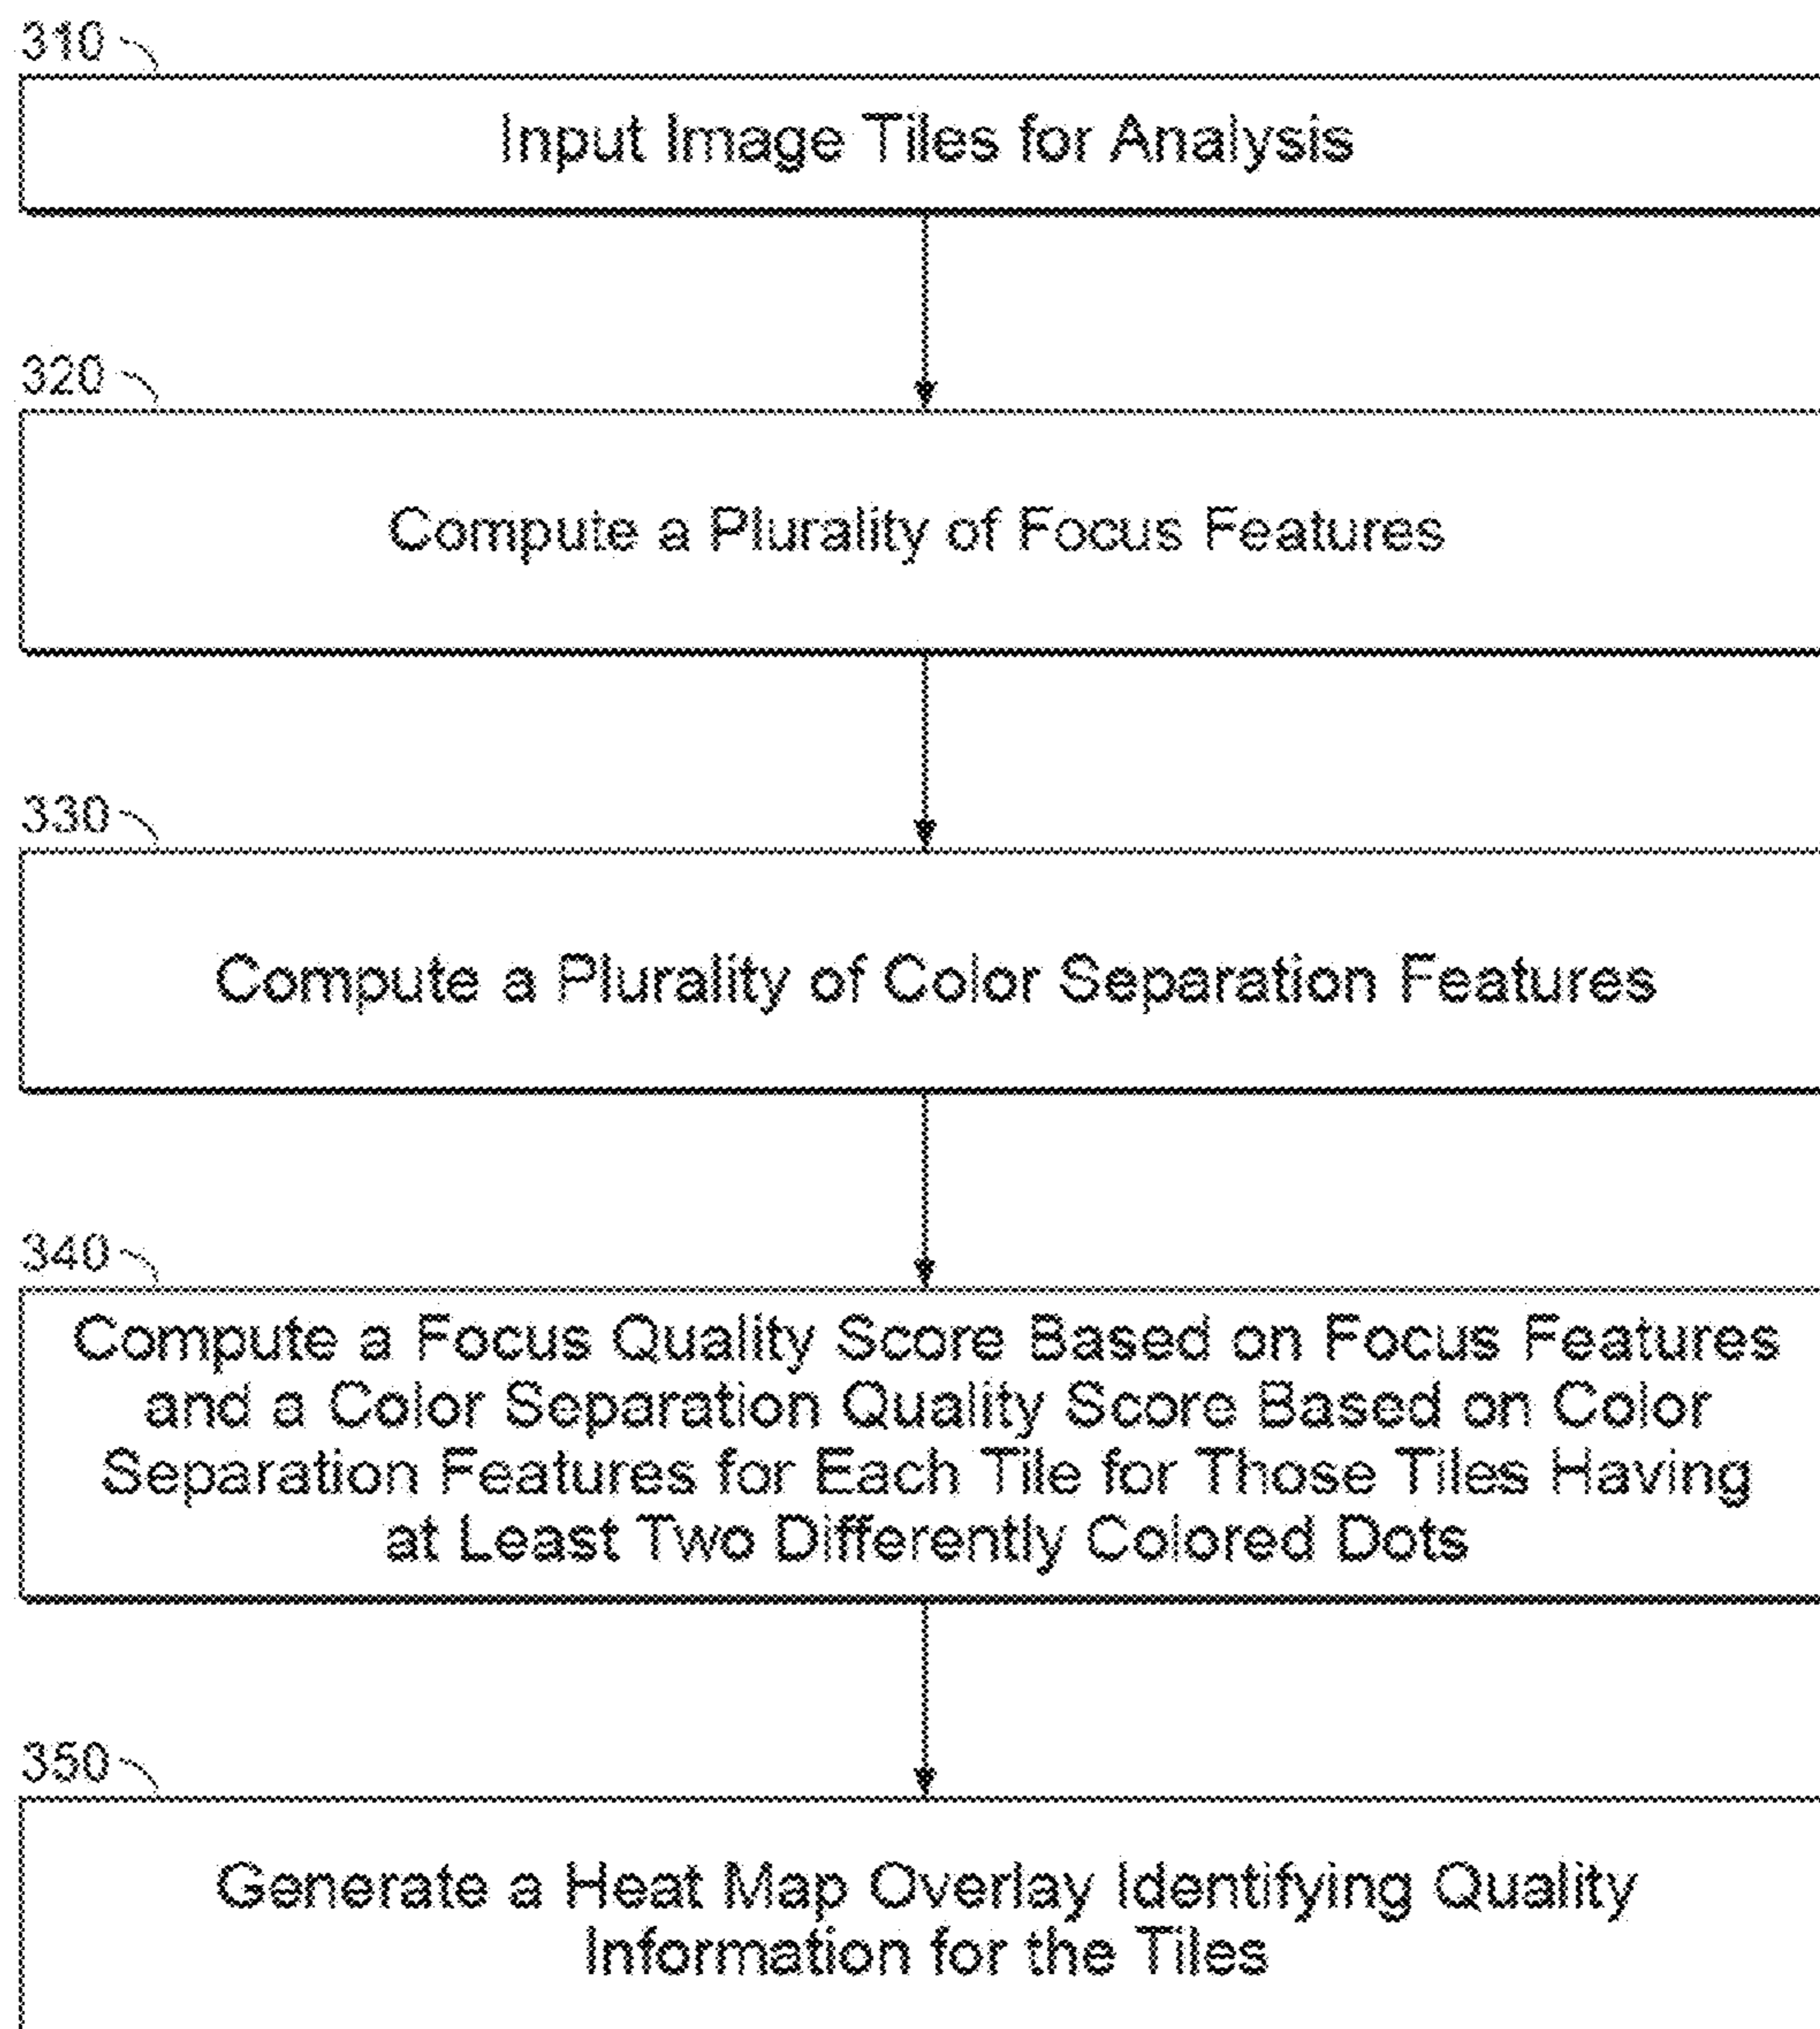 310
Input Image Tiles for Analysis
320
Compute a Plurality of Focus Features
330
Compute a Plurality of Color Separation Features
340
Compute a Focus Quality Score Based on Focus Features
and a Color Separation Quality Score Based on Color
Separation Features for Each Tile for Those Tiles Having
at Least Two Differently Colored Dots
350
Generate a Heat Map Overlay Identifying Quality
Information for the Tiles